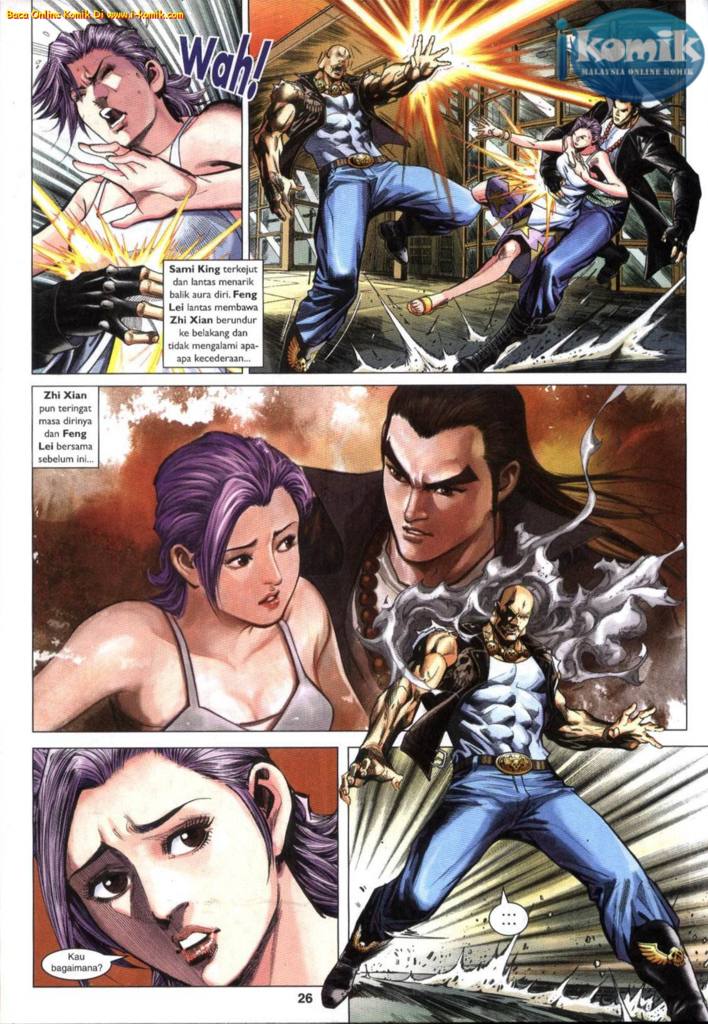 Baca Online Komik Di www.i-komik.com
ikomik
MALAYSIA ONLINE KOMIK
Wah!
Sami King terkejut
dan lantas menarik
balik aura diri. Feng
Lei lantas membawa
Zhi Xian berundur
ke belakang dan
tidak mengalami apa-
apa kecederaan...
Zhi Xian
pun teringat
masa dirinya
dan Feng
Lei bersama
sebelum ini...
Kau
bagaimana?
...
...
26